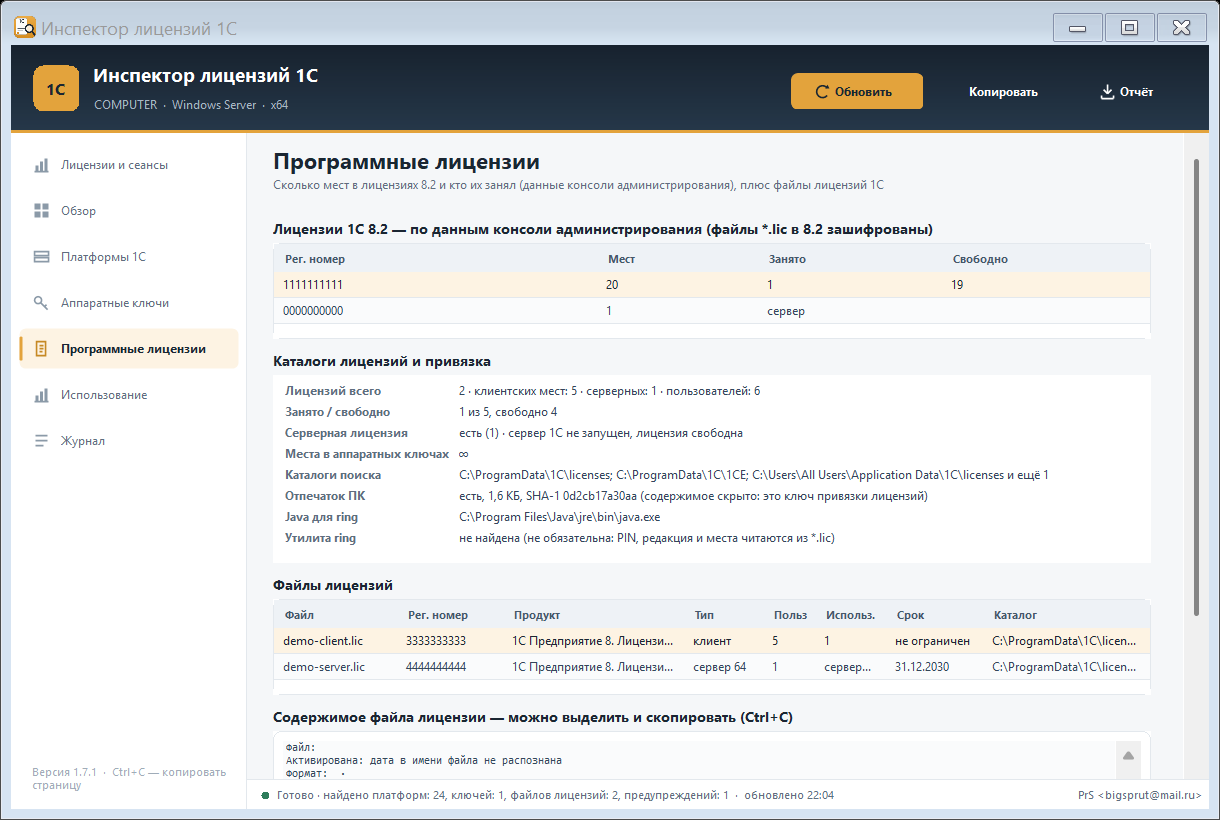 Инспектор лицензий 1С
1C
Инспектор лицензий 1С
COMPUTER · Windows Server · x64
Обновить
Копировать
Отчёт
Лицензии и сеансы
Обзор
Платформы 1С
Аппаратные ключи
Программные лицензии
Использование
Журнал
Версия 1.7.1 · Ctrl+C — копировать
страницу
Программные лицензии
Сколько мест в лицензиях 8.2 и кто их занял (данные консоли администрирования), плюс файлы лицензий 1С
Лицензии 1С 8.2 — по данным консоли администрирования (файлы *.lic в 8.2 зашифрованы)
Рег. номер Мест Занято Свободно
1111111111 20 1 19
0000000000 1 сервер
Каталоги лицензий и привязка
Лицензий всего 2 · клиентских мест: 5 · серверных: 1 · пользователей: 6
Занято / свободно 1 из 5, свободно 4
Серверная лицензия есть (1) · сервер 1С не запущен, лицензия свободна
Места в аппаратных ключах ∞
Каталоги поиска C:\ProgramData\1C\licenses; C:\ProgramData\1C\1CE; C:\Users\All Users\Application Data\1C\licenses и ещё 1
Отпечаток ПК есть, 1,6 КБ, SHA-1 0d2cb17a30aa (содержимое скрыто: это ключ привязки лицензий)
Java для ring C:\Program Files\Java\jre\bin\java.exe
Утилита ring не найдена (не обязательна: PIN, редакция и места читаются из *.lic)
Файлы лицензий
Файл Рег. номер Продукт Тип Польз Использ. Срок Каталог
demo-client.lic 3333333333 1С Предприятие 8. Лицензи... клиент 5 1 не ограничен C:\ProgramData\1C\licen...
demo-server.lic 4444444444 1С Предприятие 8. Лицензи... сервер 64 1 сервер... 31.12.2030 C:\ProgramData\1C\licen...
Содержимое файла лицензии — можно выделить и скопировать (Ctrl+C)
Файл:
Активирована: дата в имени файла не распознана
Формат: ·
Готово · найдено платформ: 24, ключей: 1, файлов лицензий: 2, предупреждений: 1 · обновлено 22:04
PrS <bigsprut@mail.ru>